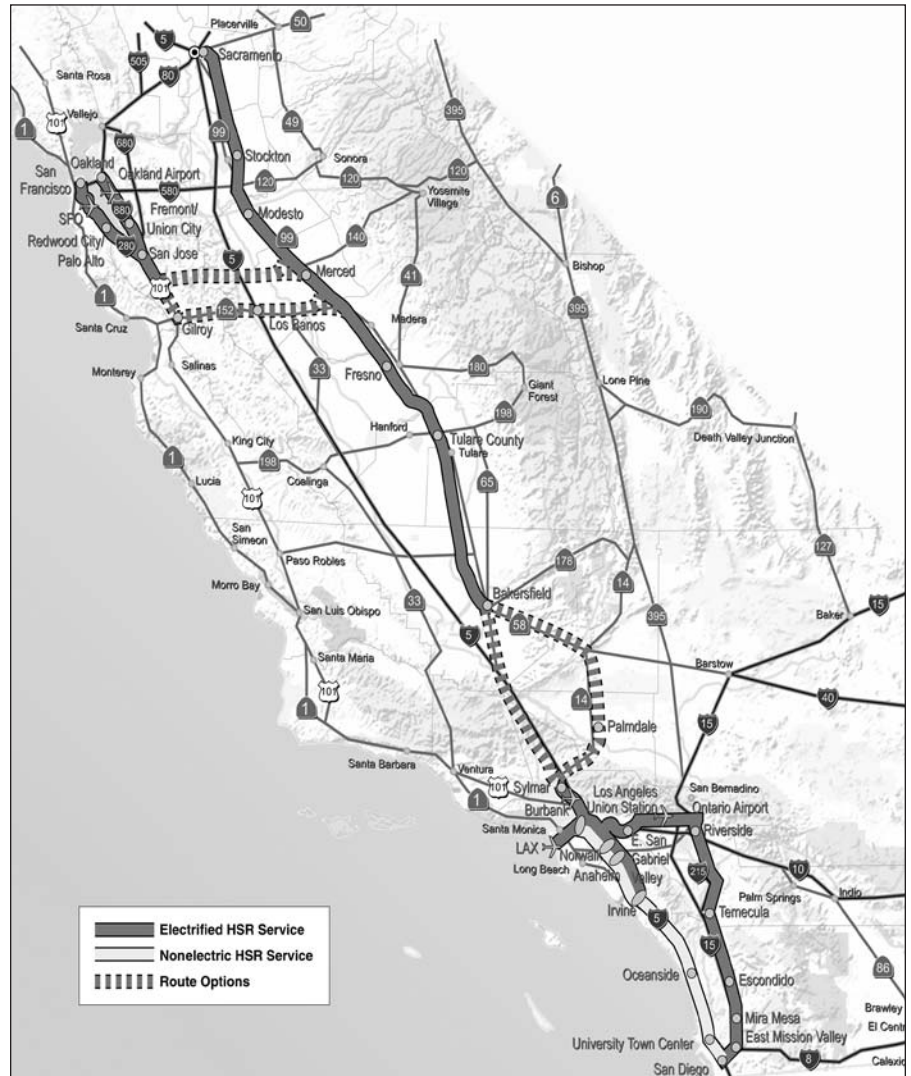 Placerville
50
5
Sacramento
505
80
Santa Rosa
99
49
395
101
Vallejo
1
680
Stockton
Sonora
120
Oakland
Oakland Airport
San
Francisco
580
120
120
Yosemite
Village
6
SFO
880
Fremont/
Union City
Modesto
Redwood City/
Palo Alto
280
San Jose
99
140
5
41
Bishop
101
Merced
1
152
Los Banos
395
Santa Cruz
Gilroy
Madera
Salinas
33
Fresno
180
Monterey
Giant
Forest
Lone Pine
190
198
Hanford
Tulare County
Death Valley Junction
King City
Tulare
1
198
Coalinga
65
Lucia
101
127
San
Simeon
Paso Robles
178
14
Morro Bay
Bakersfield
33
58
395
Baker
15
San Luis Obispo
5
Santa Maria
Barstow
101
14
40
1
Palmdale
15
Santa Barbara
Ventura
101
Sylmar
San Bernadino
1
Burbank
Los Angeles
Union Station
Ontario Airport
Santa Monica
Riverside
LAX
E. San
Gabriel
Valley
Norwalk
Long Beach
Anaheim
215
10
Palm Springs
Indio
Irvine
5
Temecula
15
Electrified HSR Service
Nonelectric HSR Service
Route Options
Oceanside
Escondido
86
Mira Mesa
Brawley
El Centr
University Town Center
East Mission Valley
San Diego
8
Calexic